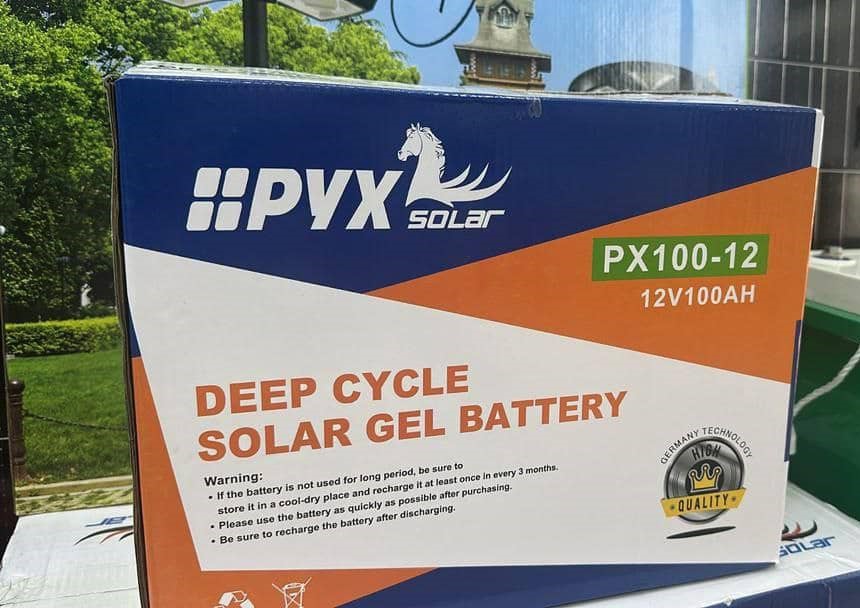 PYX
SOLAR
PX100-12
12V100AH
DEEP CYCLE
SOLAR GEL BATTERY
Warning:
• If the battery is not used for long period, be sure to
store it in a cool-dry place and recharge it at least once in every 3 months.
• Please use the battery as quickly as possible after purchasing.
• Be sure to recharge the battery after discharging.
GERMANY TECHNOLOGY
HIGH
QUALITY
SOLAR